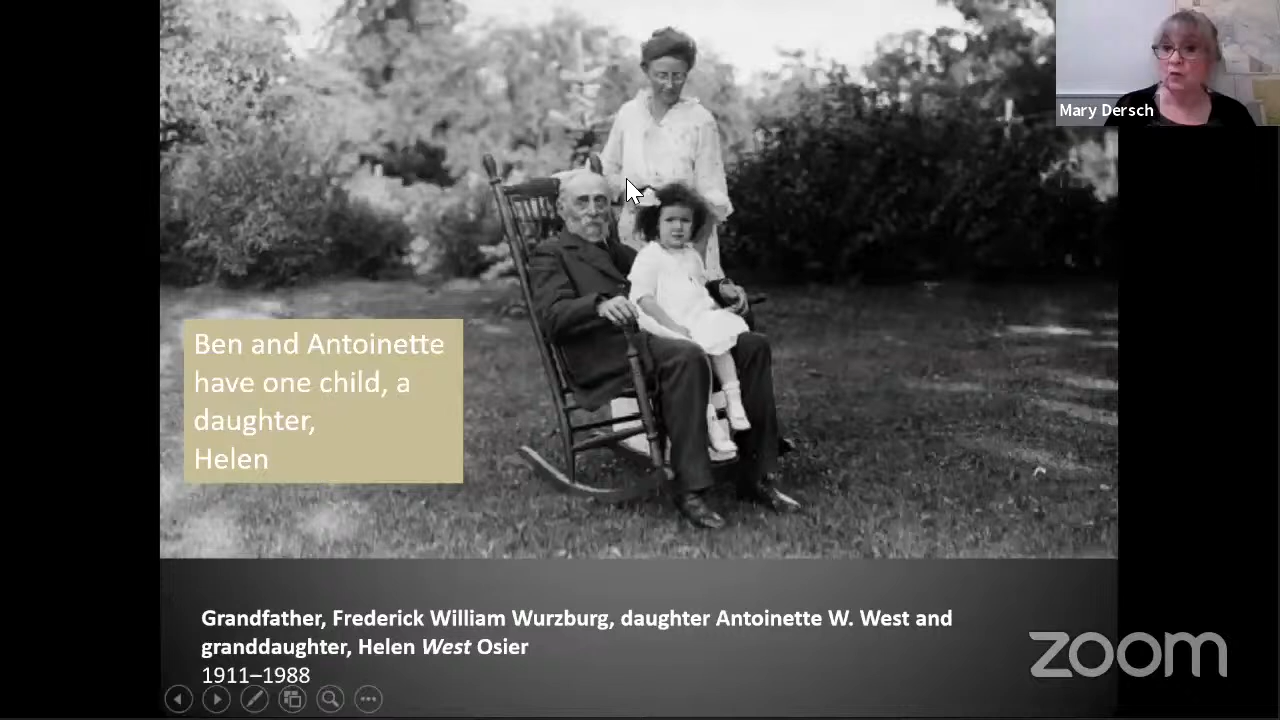 Mary Dersch
Ben and Antoinette
have one child, a
daughter,
Helen
Grandfather, Frederick William Wurzburg, daughter Antoinette W. West and
granddaughter, Helen West Osier
1911–1988
zoom